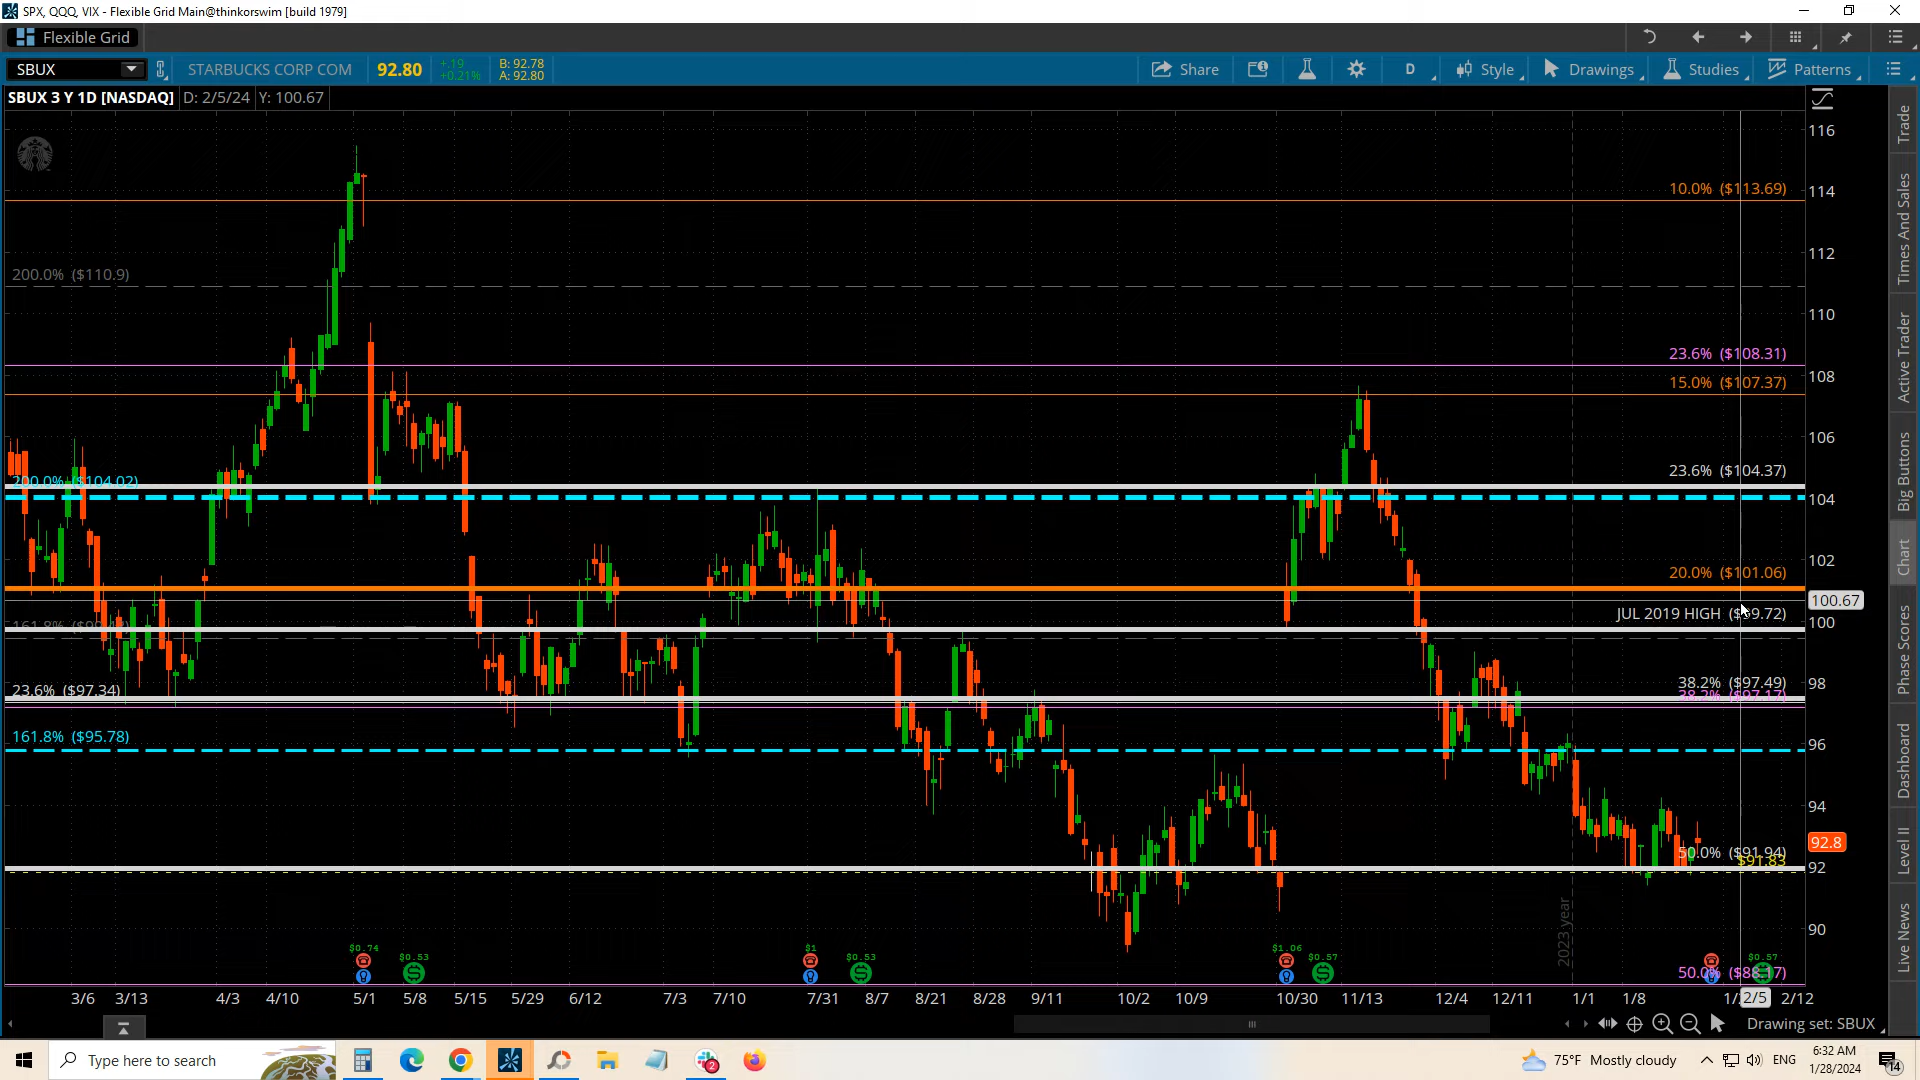 SPX, QQQ, VIX - Flexible Grid Main@thinkorswim [build 1979]
Flexible Grid
SBUX STARBUCKS CORP COM 92.80 +.19 +0.21% B: 92.78 A: 92.80 Share D Style Drawings Studies Patterns
SBUX 3 Y 1D [NASDAQ] D: 2/5/24 Y: 100.67
116
10.0% ($113.69)
114
112
200.0% ($110.9)
110
23.6% ($108.31)
108
15.0% ($107.37)
106
23.6% ($104.37)
200.0% ($104.02)
104
102
20.0% ($101.06)
100.67
JUL 2019 HIGH ($99.72)
100
161.8%
38.2% ($97.49)
98
23.6% ($97.34)
38.2% ($97.17)
161.8% ($95.78)
96
94
92.8
50.0% ($91.94)
$91.83
92
90
2023 year
$0.74 $0.53 $1 $0.53 $1.06 $0.57 $0.57
50.0% ($88.17)
3/6 3/13 4/3 4/10 5/1 5/8 5/15 5/29 6/12 7/3 7/10 7/31 8/7 8/21 8/28 9/11 10/2 10/9 10/30 11/13 12/4 12/11 1/1 1/8 2/5 2/12
Drawing set: SBUX
Trade
Times And Sales
Active Trader
Big Buttons
Chart
Phase Scores
Dashboard
Level II
Live News
Type here to search
2
75°F Mostly cloudy
ENG
6:32 AM
1/28/2024
14